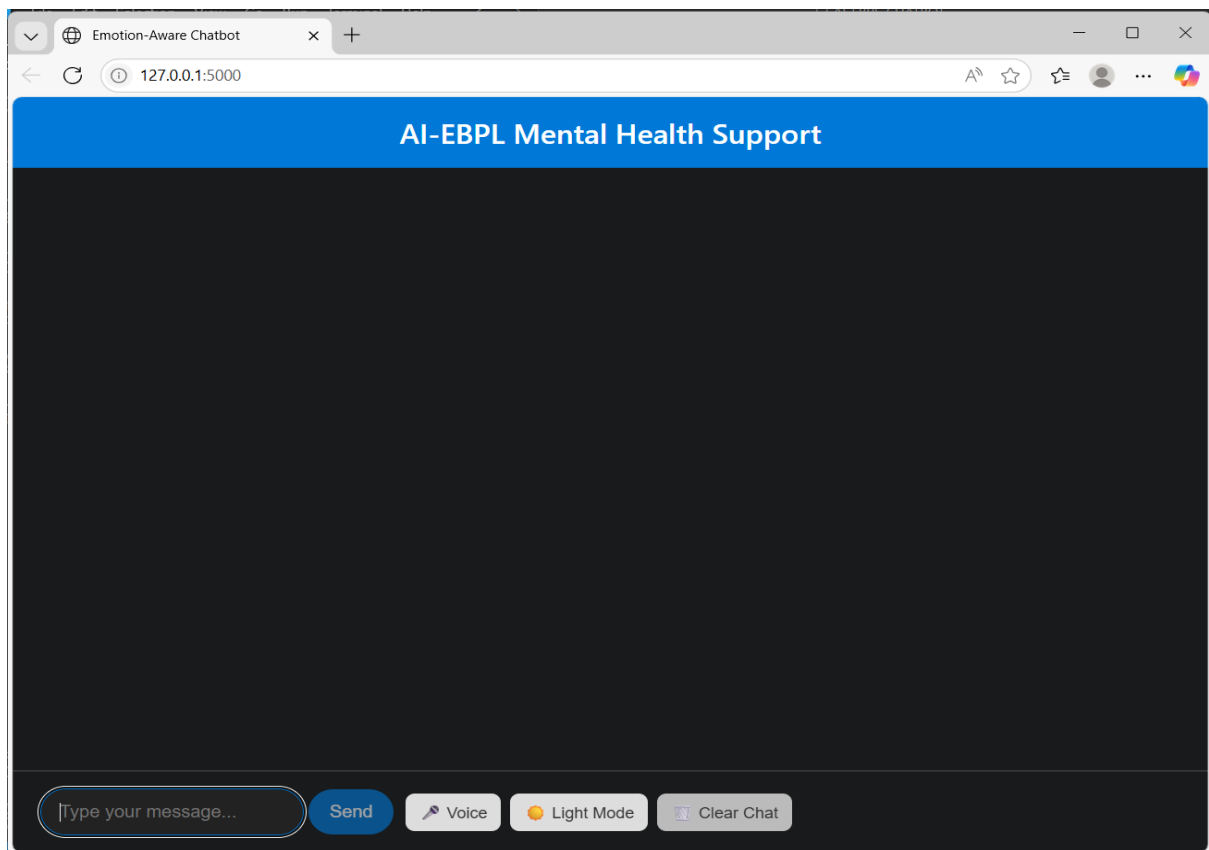 Emotion-Aware Chatbot
127.0.0.1:5000
AI-EBPL Mental Health Support
Type your message...
Send
Voice
Light Mode
Clear Chat